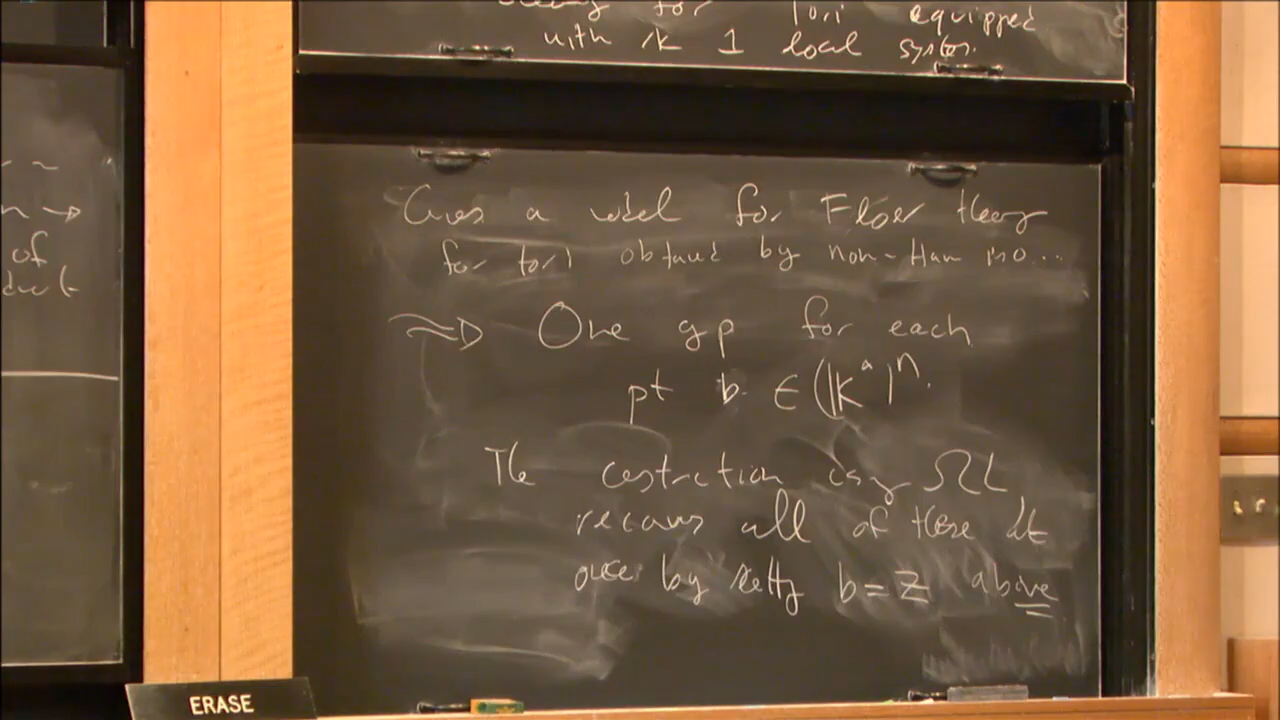 for Tori equipped
with rk 1 local system.
of
Gives a model for Floer theory
for tori obtained by non-Ham iso...
⇝ One gp for each
pt b ∈ (𝕂*)ⁿ.
The construction using ΩL
recovers all of these at
once by setting b = z above
ERASE